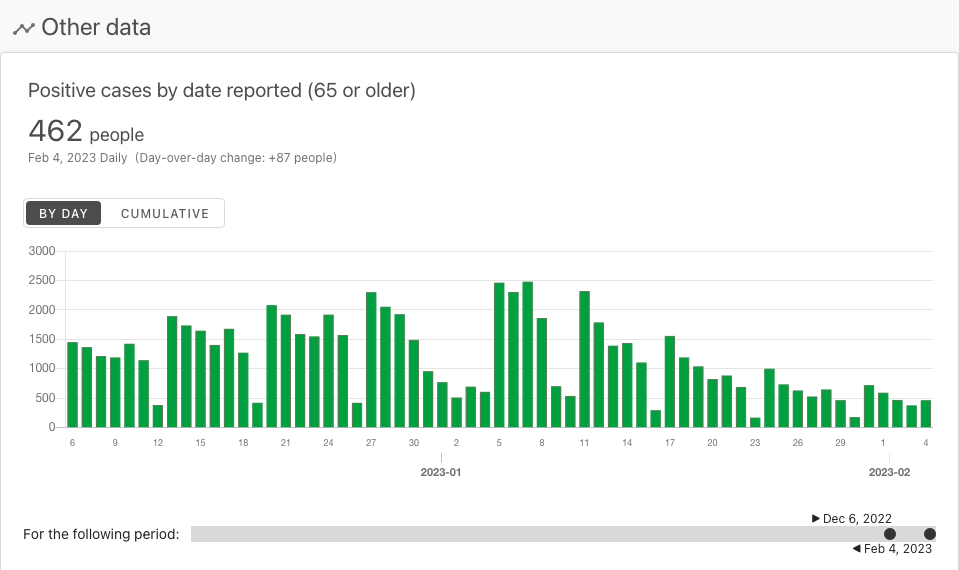 Other data
Positive cases by date reported (65 or older)
462 people
Feb 4, 2023 Daily (Day-over-day change: +87 people)
BY DAY CUMULATIVE
3000
2500
2000
1500
1000
500
0
6 9 12 15 18 21 24 27 30 2 5 8 11 14 17 20 23 26 29 1 4
2023-01 2023-02
▶ Dec 6, 2022
For the following period:
◀ Feb 4, 2023